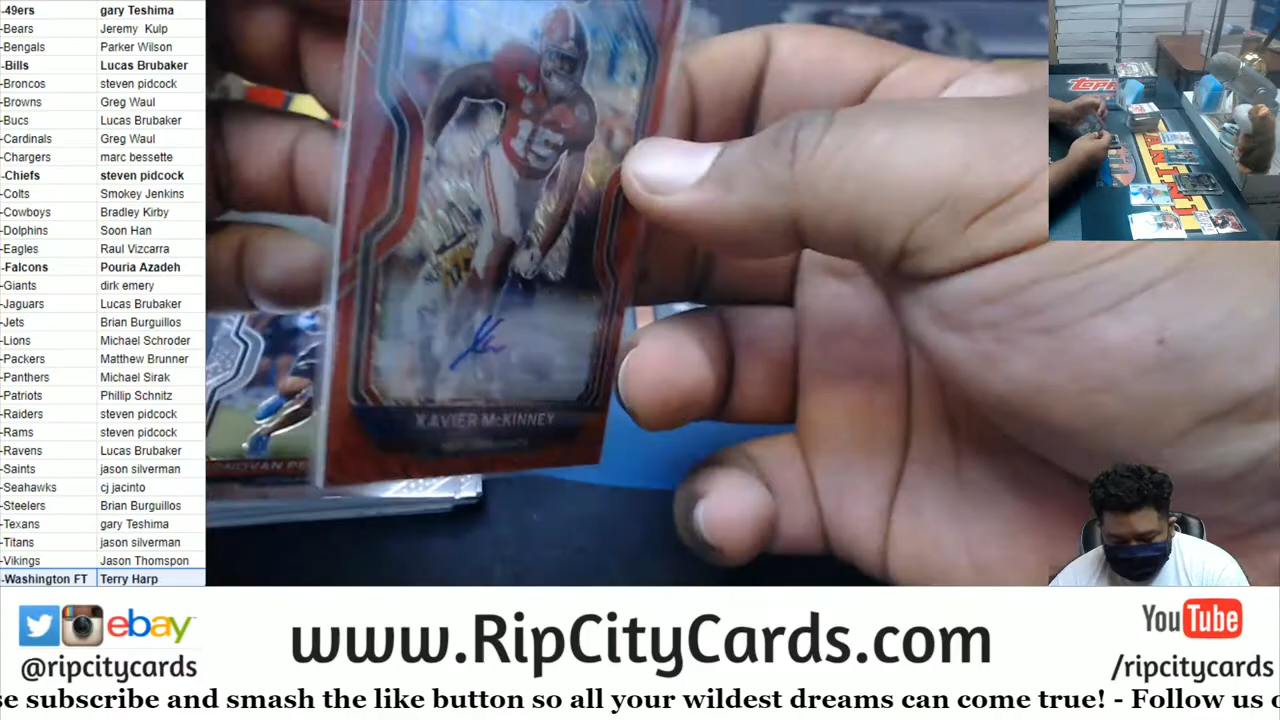 -49ers gary Teshima
-Bears Jeremy Kulp
-Bengals Parker Wilson
-Bills Lucas Brubaker
-Broncos steven pidcock
-Browns Greg Waul
-Bucs Lucas Brubaker
-Cardinals Greg Waul
-Chargers marc bessette
-Chiefs steven pidcock
-Colts Smokey Jenkins
-Cowboys Bradley Kirby
-Dolphins Soon Han
-Eagles Raul Vizcarra
-Falcons Pouria Azadeh
-Giants dirk emery
-Jaguars Lucas Brubaker
-Jets Brian Burguillos
-Lions Michael Schroder
-Packers Matthew Brunner
-Panthers Michael Sirak
-Patriots Phillip Schnitz
-Raiders steven pidcock
-Rams steven pidcock
-Ravens Lucas Brubaker
-Saints jason silverman
-Seahawks cj jacinto
-Steelers Brian Burguillos
-Texans gary Teshima
-Titans jason silverman
-Vikings Jason Thomspon
-Washington FT Terry Harp
15
XAVIER McKINNEY
DONOVAN PE
TOPPS
PANINI
ebay
@ripcitycards
www.RipCityCards.com
YouTube
/ripcitycards
se subscribe and smash the like button so all your wildest dreams can come true! - Follow us o